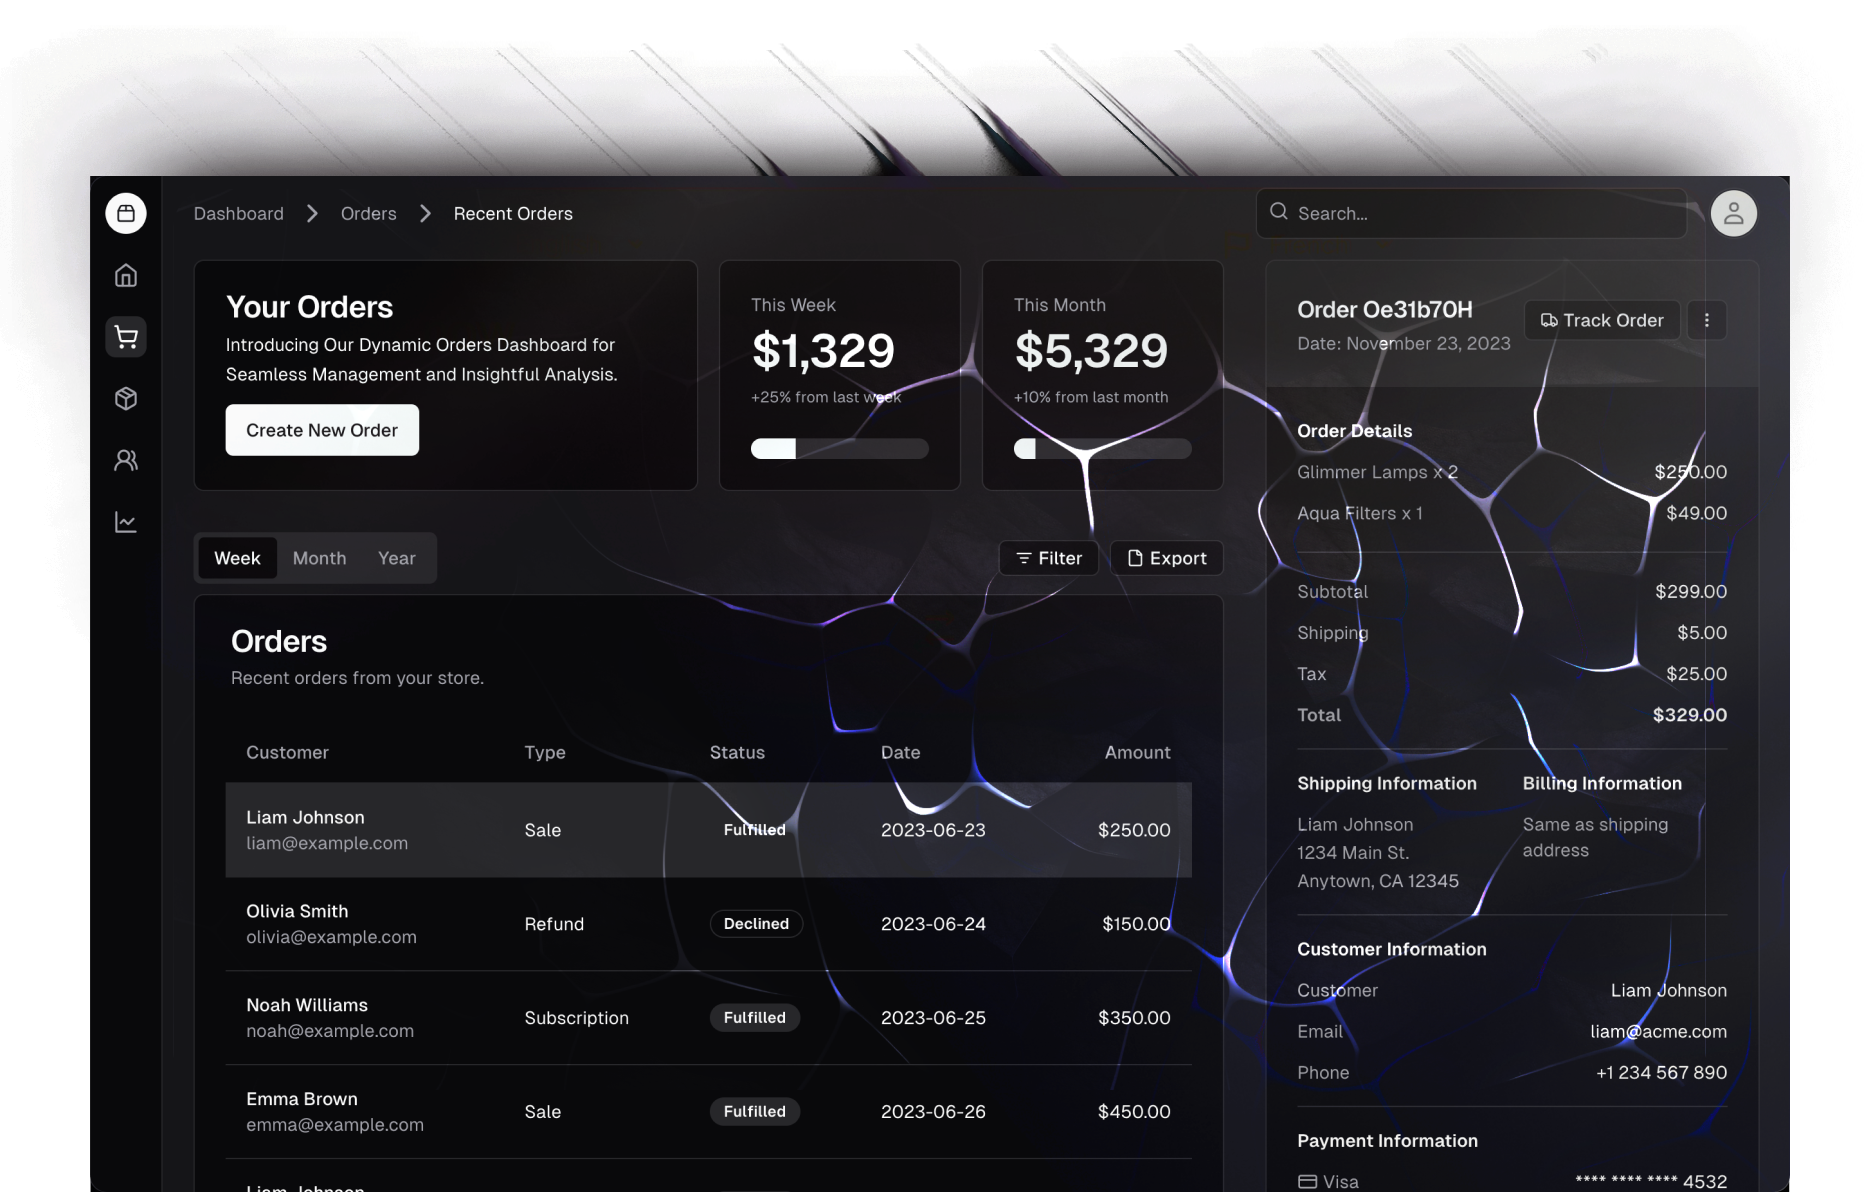 Dashboard Orders Recent Orders
Search...
Your Orders
Introducing Our Dynamic Orders Dashboard for
Seamless Management and Insightful Analysis.
Create New Order
This Week
$1,329
+25% from last week
This Month
$5,329
+10% from last month
Week Month Year
Filter Export
Orders
Recent orders from your store.
Customer Type Status Date Amount
Liam Johnson
liam@example.com
Sale Fulfilled 2023-06-23 $250.00
Olivia Smith
olivia@example.com
Refund Declined 2023-06-24 $150.00
Noah Williams
noah@example.com
Subscription Fulfilled 2023-06-25 $350.00
Emma Brown
emma@example.com
Sale Fulfilled 2023-06-26 $450.00
Liam Johnson
Order Oe31b70H
Date: November 23, 2023
Track Order
Order Details
Glimmer Lamps x 2 $250.00
Aqua Filters x 1 $49.00
Subtotal $299.00
Shipping $5.00
Tax $25.00
Total $329.00
Shipping Information
Liam Johnson
1234 Main St.
Anytown, CA 12345
Billing Information
Same as shipping
address
Customer Information
Customer Liam Johnson
Email liam@acme.com
Phone +1 234 567 890
Payment Information
Visa **** **** **** 4532